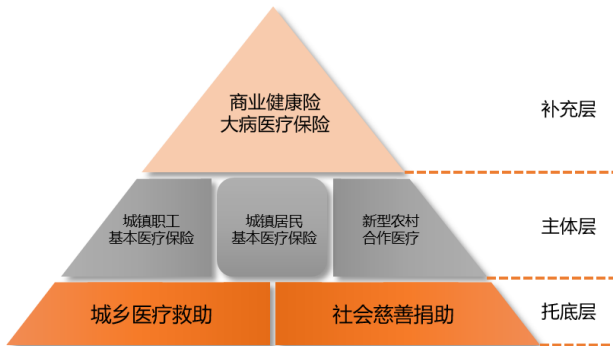 商业健康险
大病医疗保险
补充层
城镇职工
基本医疗保险
城镇居民
基本医疗保险
新型农村
合作医疗
主体层
城乡医疗救助
社会慈善捐助
托底层